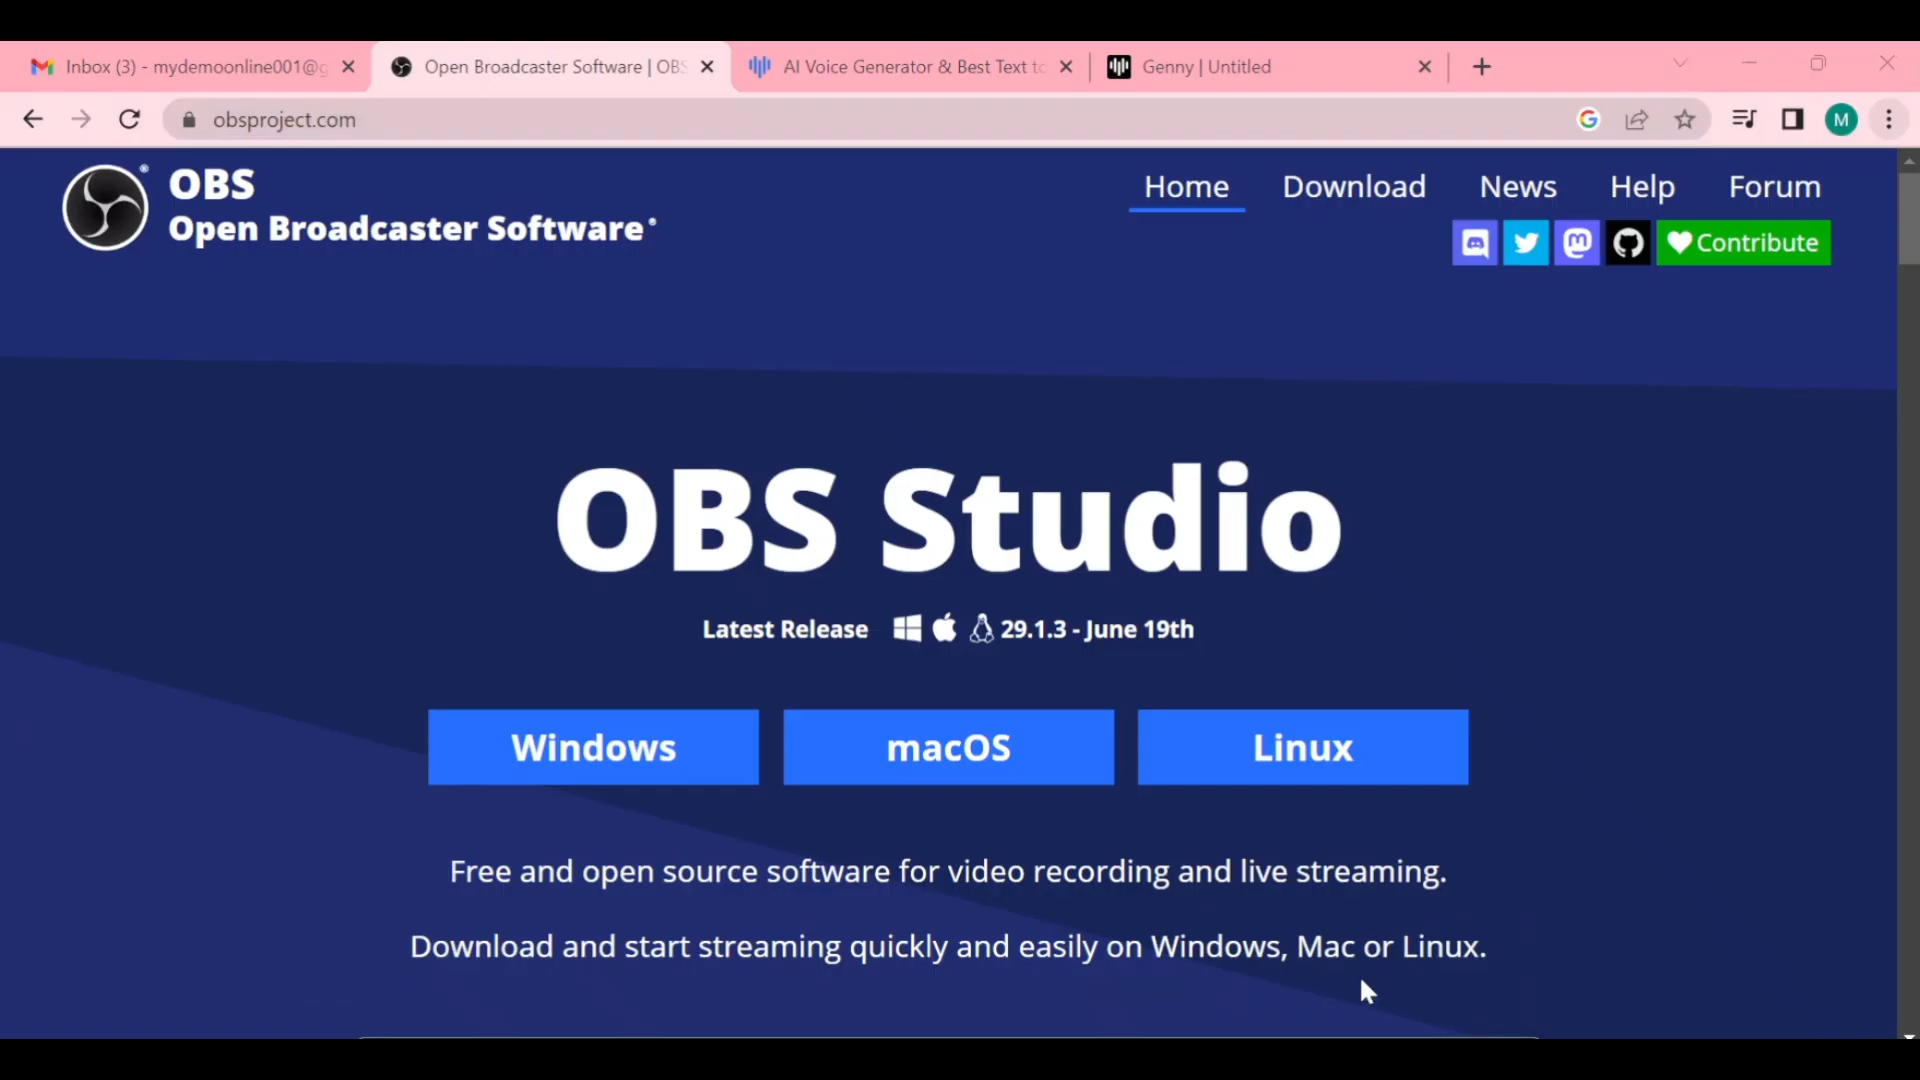 Inbox (3) - mydemoonline001@g
Open Broadcaster Software | OBS
AI Voice Generator & Best Text to
Genny | Untitled
obsproject.com
M
OBS
Open Broadcaster Software
Home
Download
News
Help
Forum
Contribute
OBS Studio
Latest Release 29.1.3 - June 19th
Windows
macOS
Linux
Free and open source software for video recording and live streaming.
Download and start streaming quickly and easily on Windows, Mac or Linux.